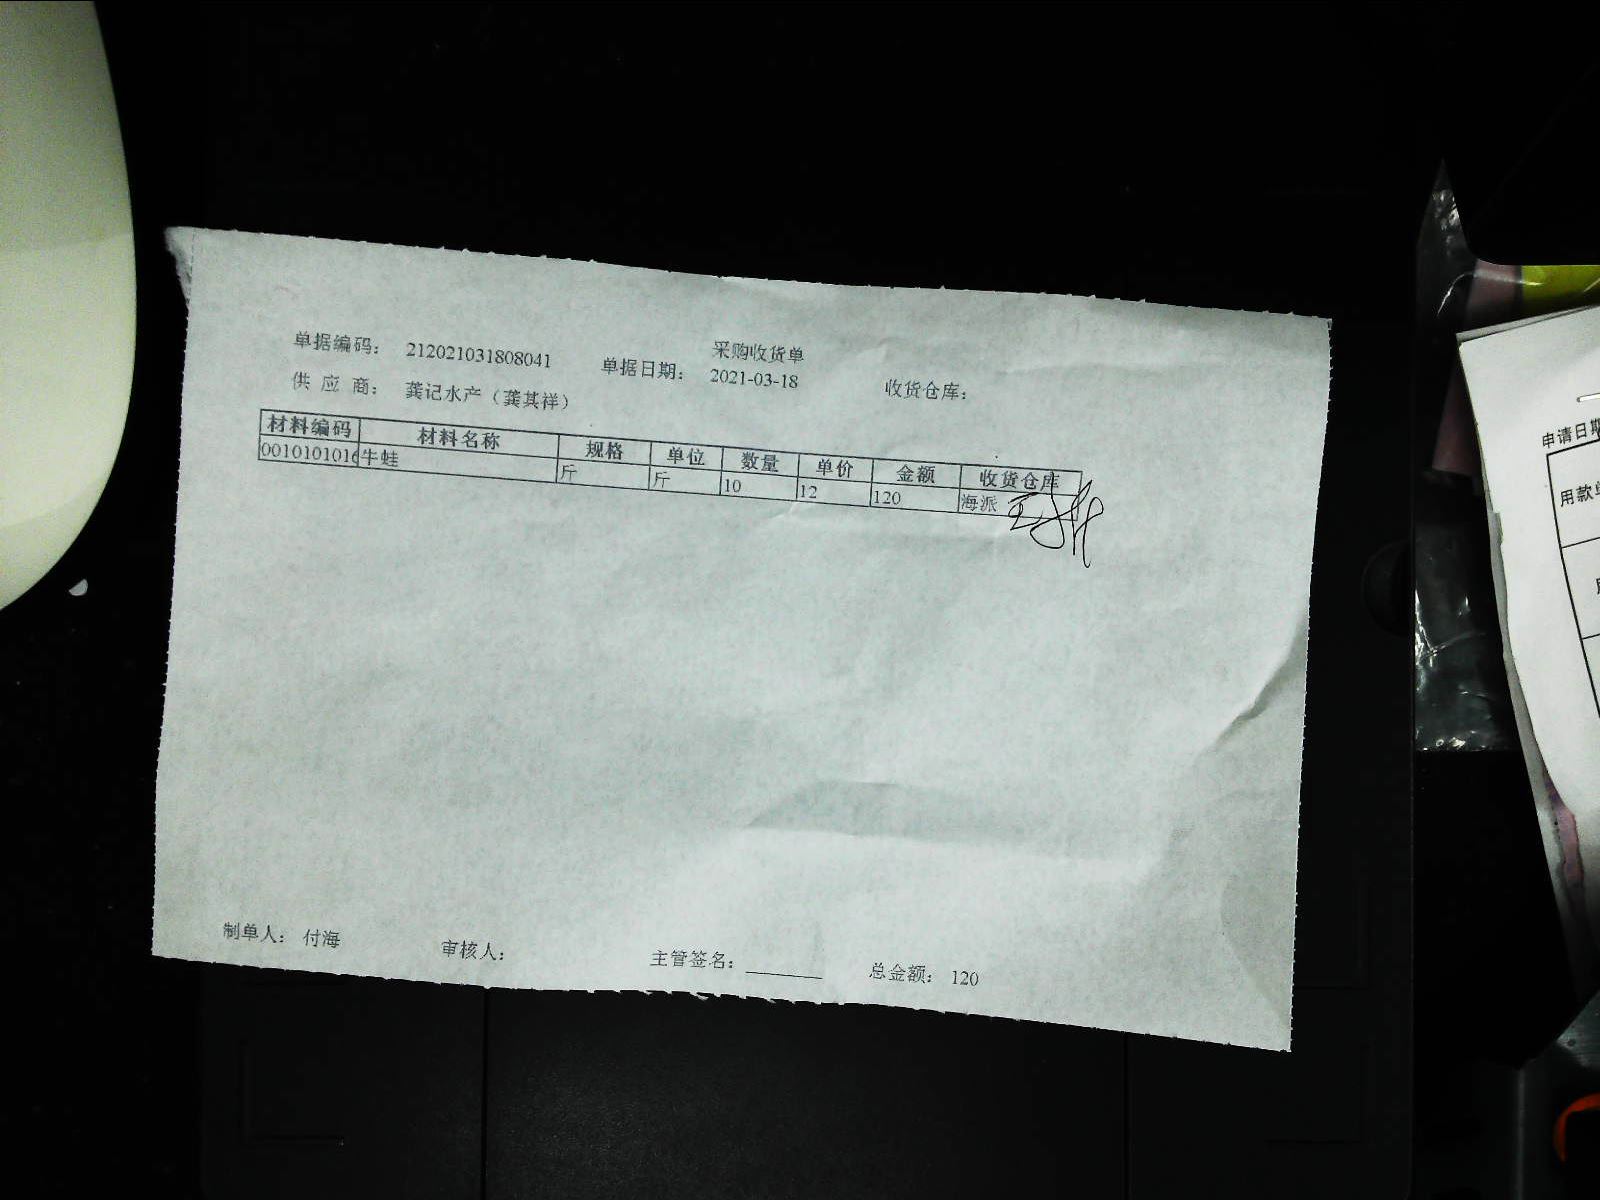 采购收货单
单据编码： 212021031808041 单据日期： 2021-03-18 收货仓库：
供 应 商： 龚记水产（龚其祥）
材料编码 材料名称 规格 单位 数量 单价 金额 收货仓库
0010101016 牛蛙 斤 斤 10 12 120 海派
制单人： 付海 审核人： 主管签名： 总金额： 120
申请日期
用款单